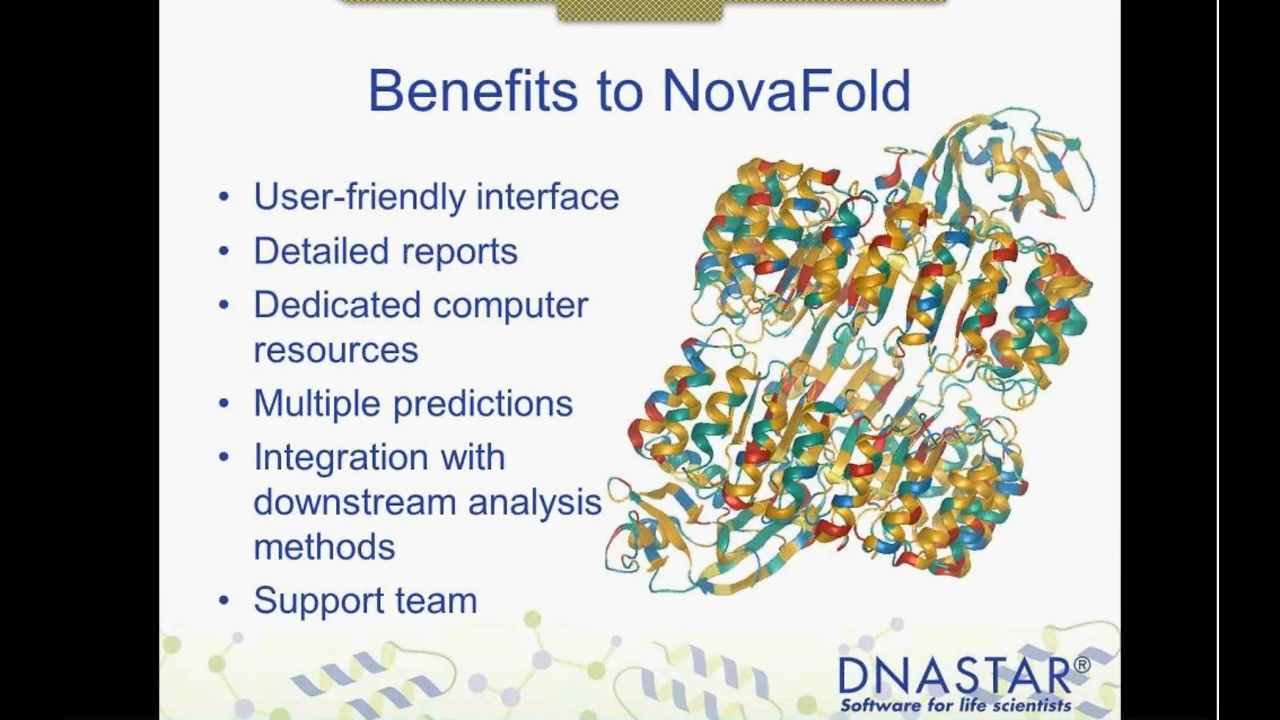 Benefits to NovaFold
• User-friendly interface
• Detailed reports
• Dedicated computer
resources
• Multiple predictions
• Integration with
downstream analysis
methods
• Support team
DNASTAR®
Software for life scientists